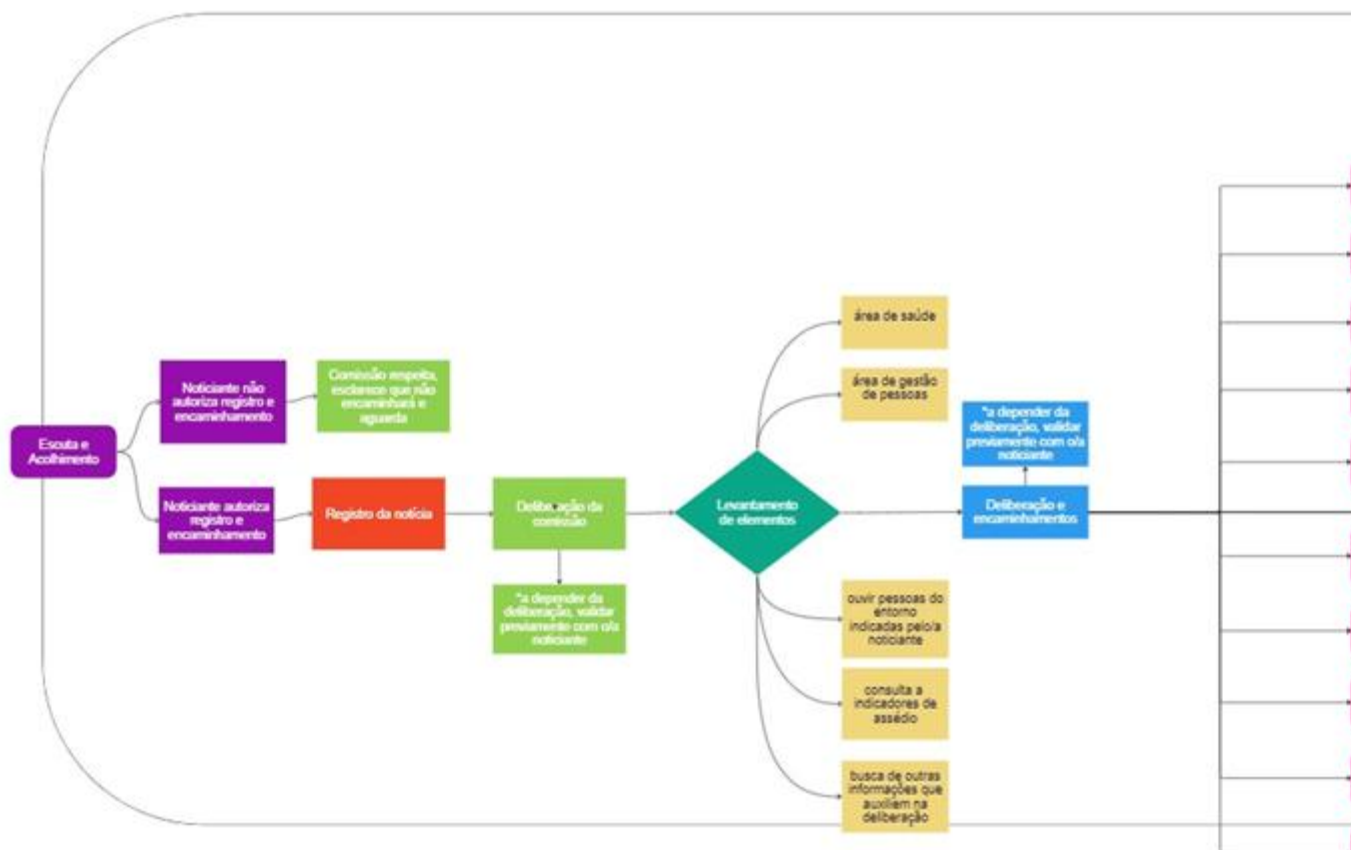 Escuta e
Acolhimento
Noticiante não
autoriza registro e
encaminhamento
Comissão respeita,
esclarece que não
encaminhará e
aguarda
Noticiante autoriza
registro e
encaminhamento
Registro da notícia
Deliberação da
comissão
*a depender da
deliberação, validar
previamente com o/a
noticiante
Levantamento
de elementos
área de saúde
área de gestão
de pessoas
ouvir pessoas do
entorno
indicadas pelo/a
noticiante
consulta a
indicadores de
assédio
busca de outras
informações que
auxiliem na
deliberação
*a depender da
deliberação, validar
previamente com o/a
noticiante
Deliberação e
encaminhamentos